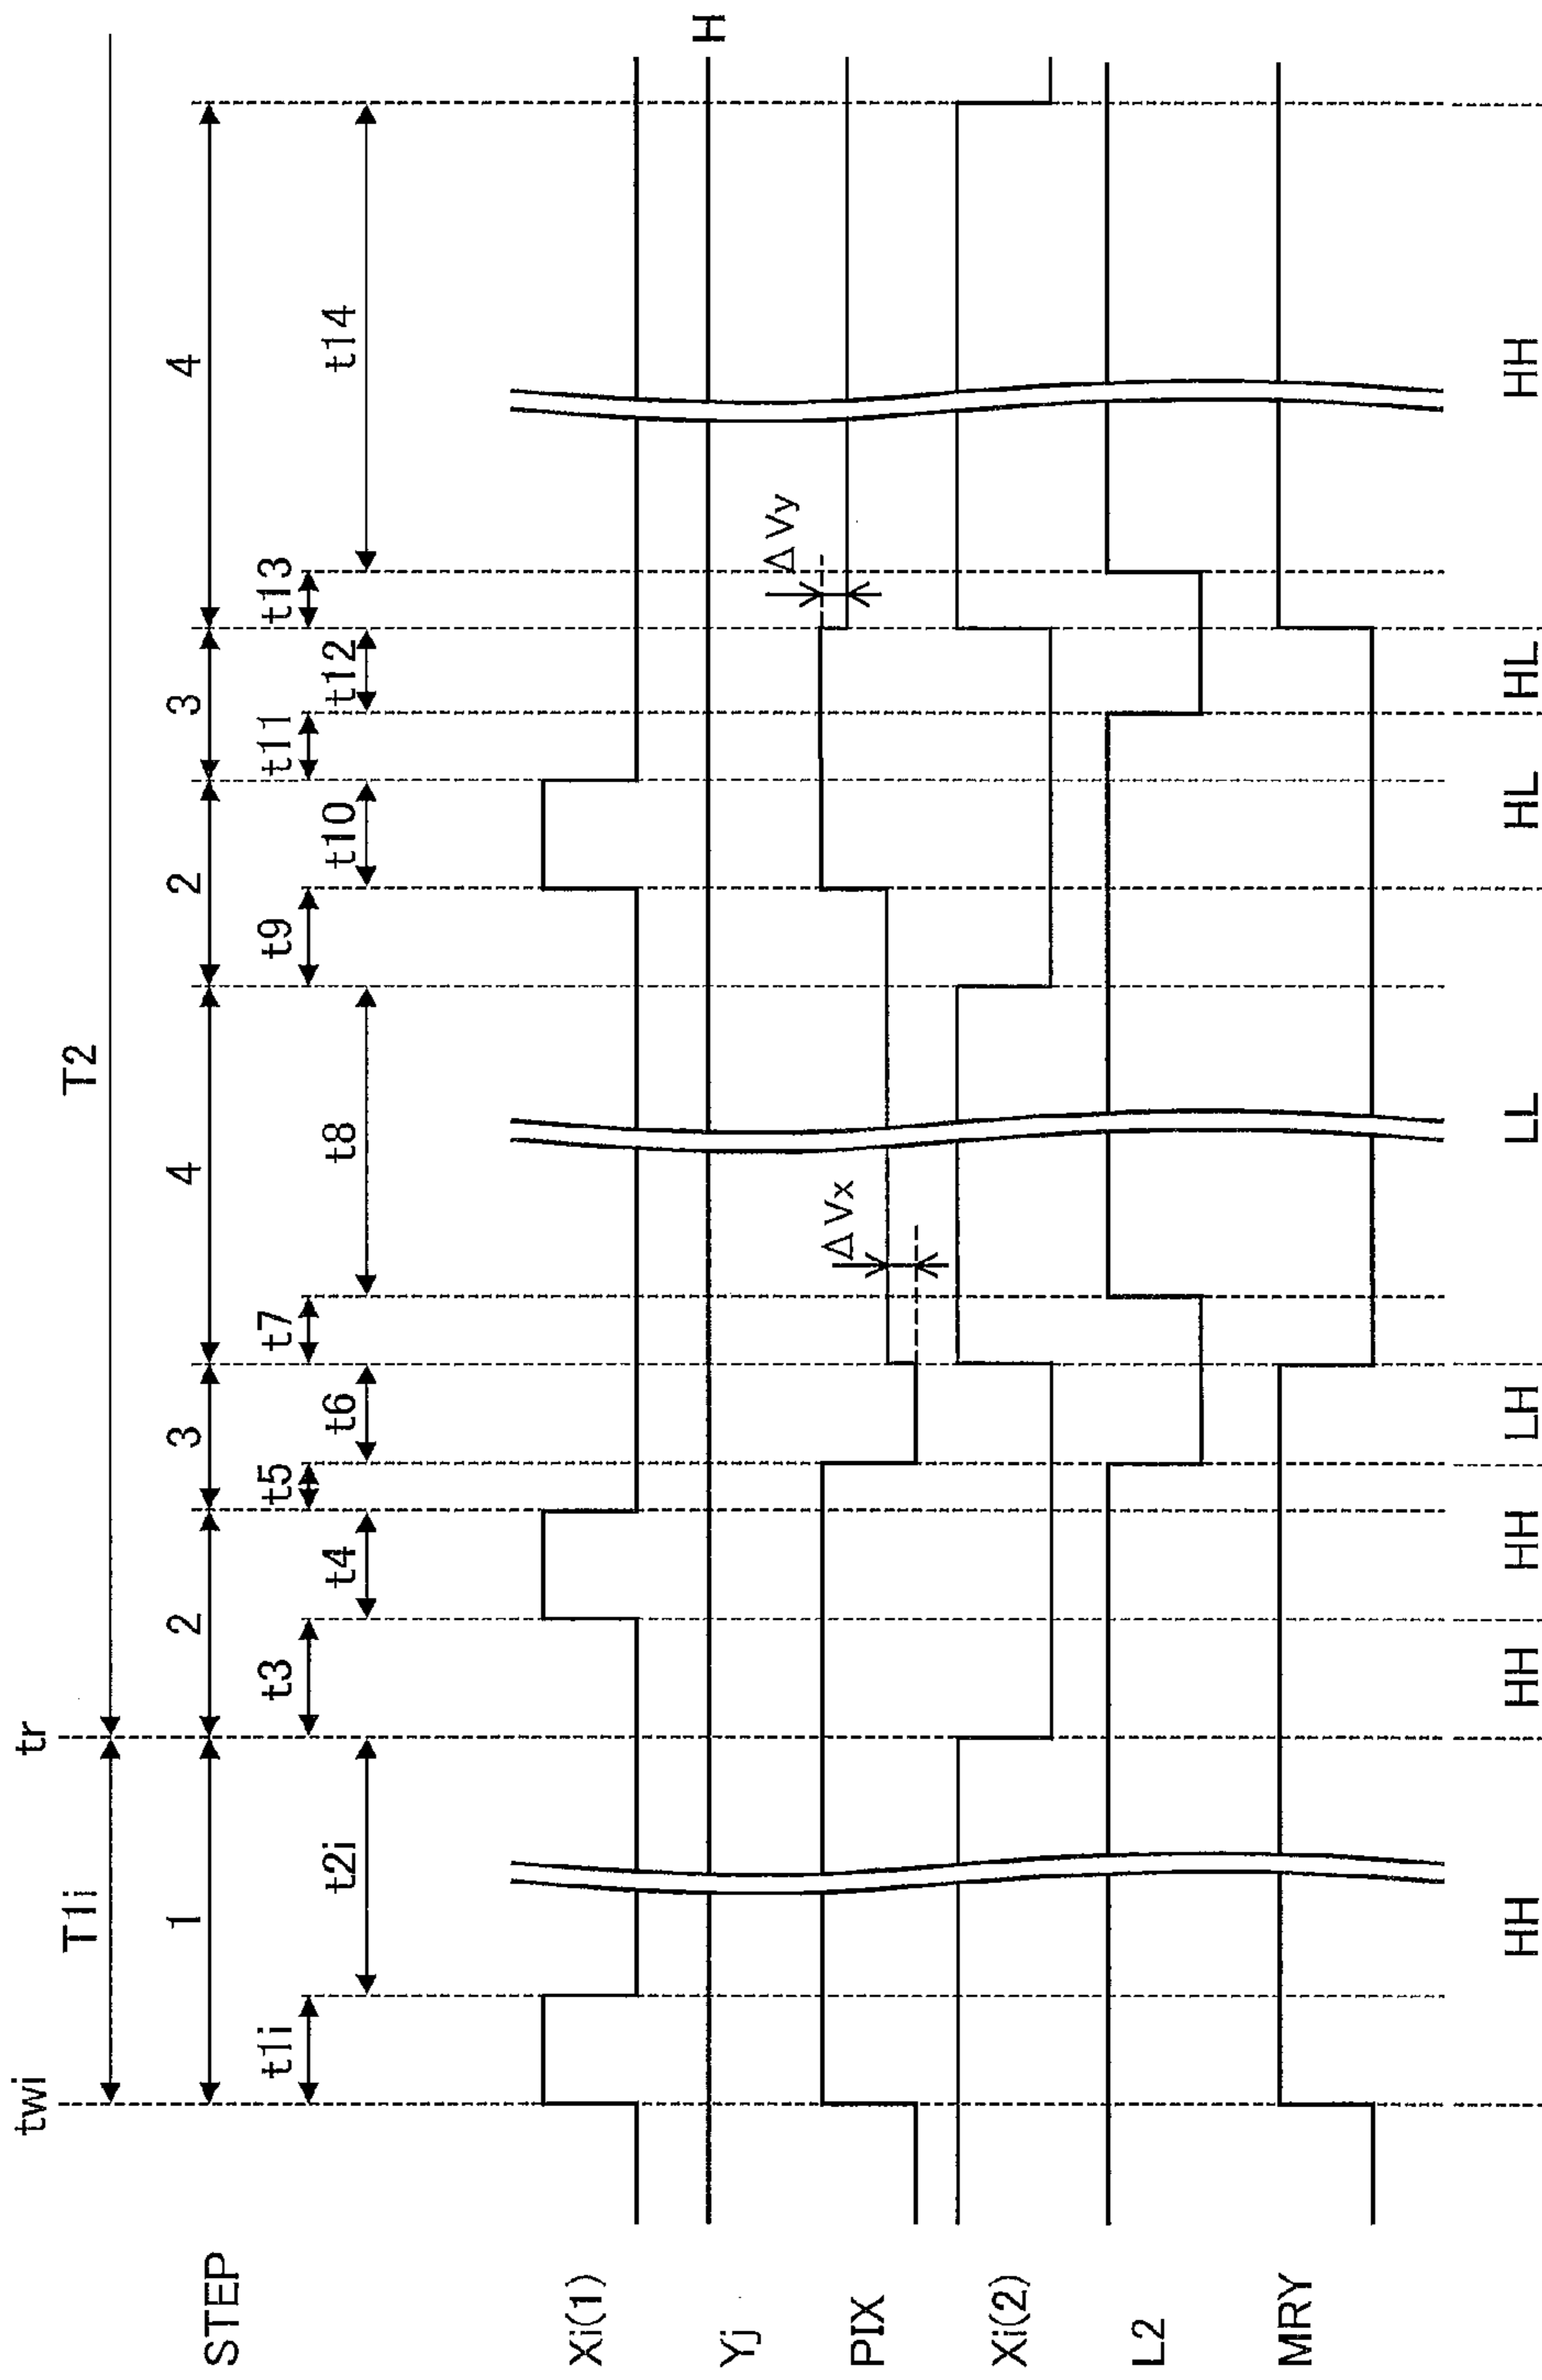 twi tr
T1i T2
STEP 1 2 3 4 2 3 4
t1i t3 t5 t7 t9 t11 t13
t2i t4 t6 t8 t10 t12 t14
Xi(1)
Yj H
PIX ΔVx ΔVy
Xi(2)
L2
MRY
HH HH HH LH LL HL HL HH